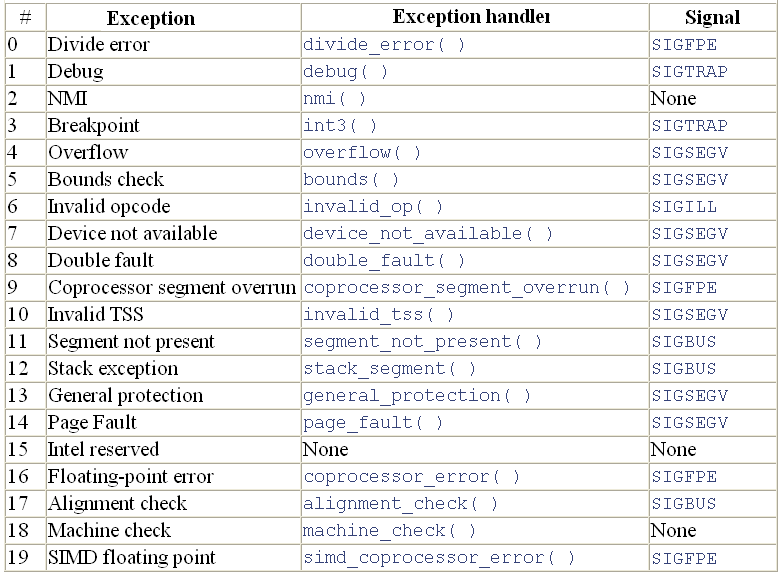 # Exception Exception handler Signal
0 Divide error divide_error( ) SIGFPE
1 Debug debug( ) SIGTRAP
2 NMI nmi( ) None
3 Breakpoint int3( ) SIGTRAP
4 Overflow overflow( ) SIGSEGV
5 Bounds check bounds( ) SIGSEGV
6 Invalid opcode invalid_op( ) SIGILL
7 Device not available device_not_available( ) SIGSEGV
8 Double fault double_fault( ) SIGSEGV
9 Coprocessor segment overrun coprocessor_segment_overrun( ) SIGFPE
10 Invalid TSS invalid_tss( ) SIGSEGV
11 Segment not present segment_not_present( ) SIGBUS
12 Stack exception stack_segment( ) SIGBUS
13 General protection general_protection( ) SIGSEGV
14 Page Fault page_fault( ) SIGSEGV
15 Intel reserved None None
16 Floating-point error coprocessor_error( ) SIGFPE
17 Alignment check alignment_check( ) SIGBUS
18 Machine check machine_check( ) None
19 SIMD floating point simd_coprocessor_error( ) SIGFPE